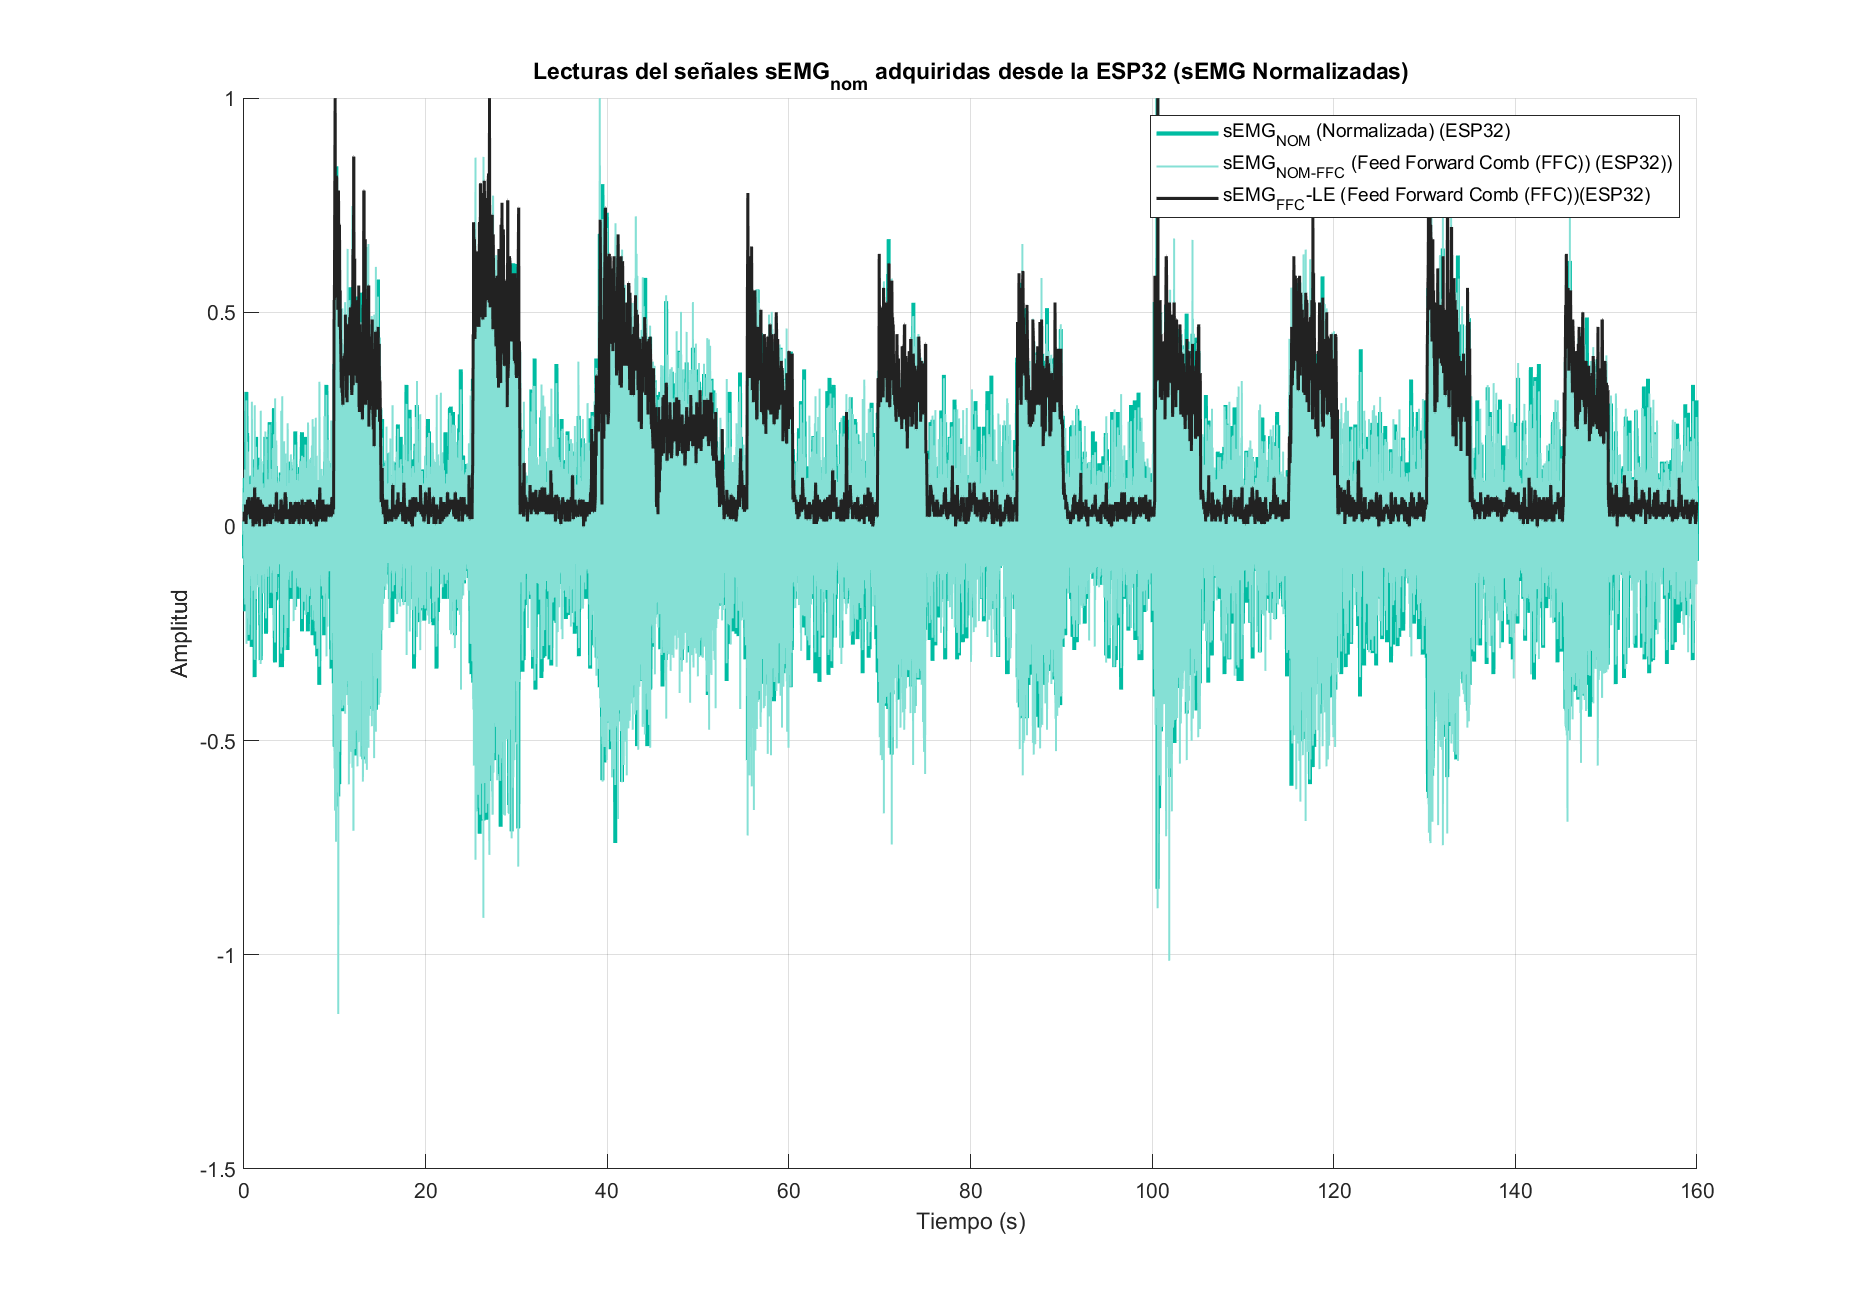 Lecturas del señales sEMGnom adquiridas desde la ESP32 (sEMG Normalizadas)
sEMGNOM (Normalizada) (ESP32)
sEMGNOM-FFC (Feed Forward Comb (FFC)) (ESP32))
sEMGFFC-LE (Feed Forward Comb (FFC))(ESP32)
1
0.5
0
-0.5
-1
-1.5
Amplitud
0 20 40 60 80 100 120 140 160
Tiempo (s)